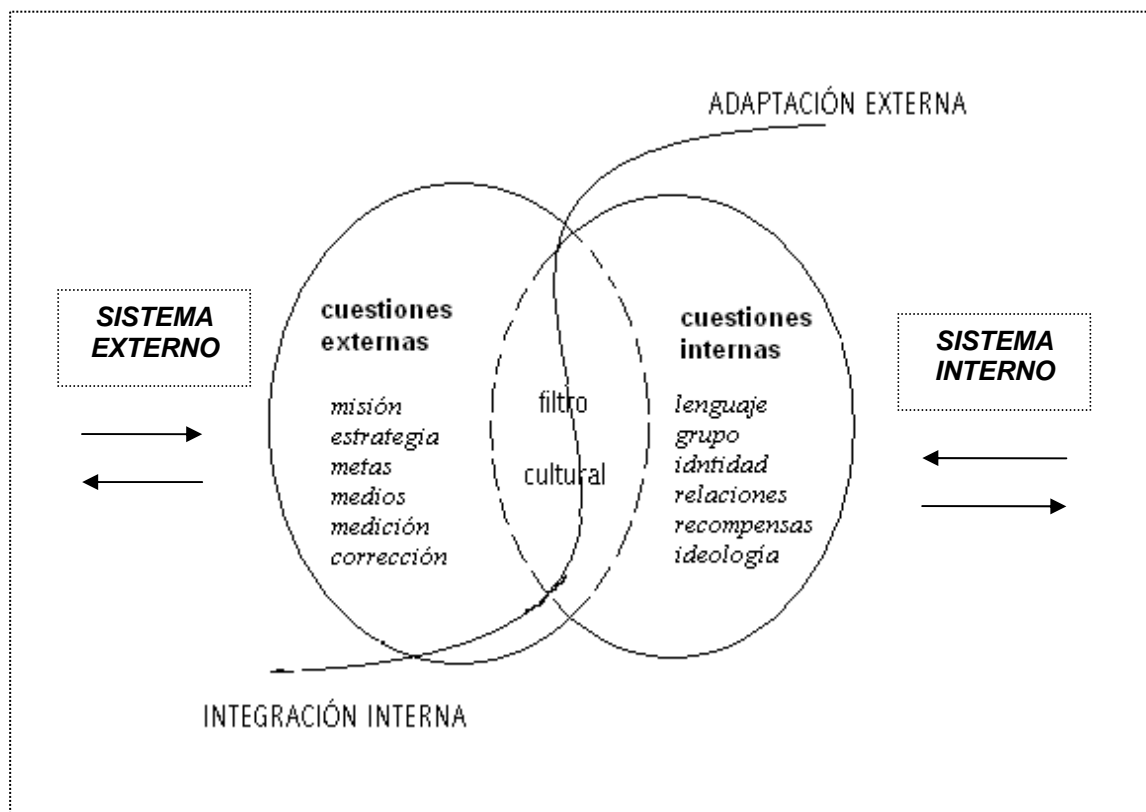 ADAPTACIÓN EXTERNA
SISTEMA
EXTERNO
cuestiones
externas
misión
estrategia
metas
medios
medición
corrección
filtro
cultural
cuestiones
internas
lenguaje
grupo
idntidad
relaciones
recompensas
ideología
SISTEMA
INTERNO
INTEGRACIÓN INTERNA